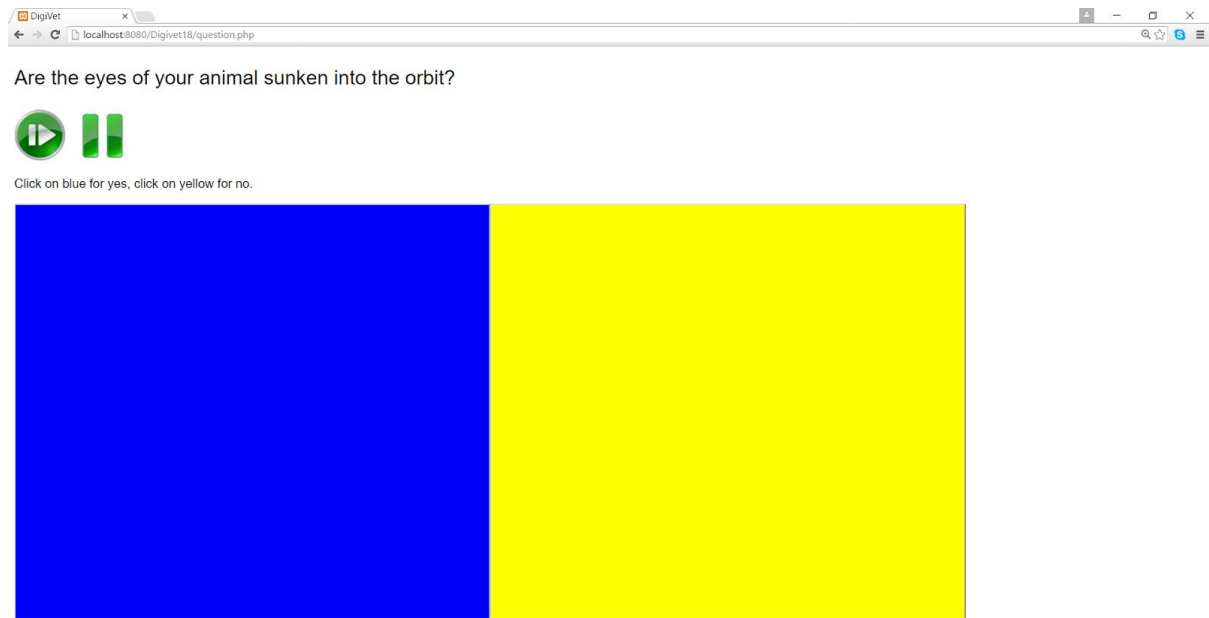 DigiVet
localhost:8080/Digivet18/question.php
Are the eyes of your animal sunken into the orbit?
Click on blue for yes, click on yellow for no.